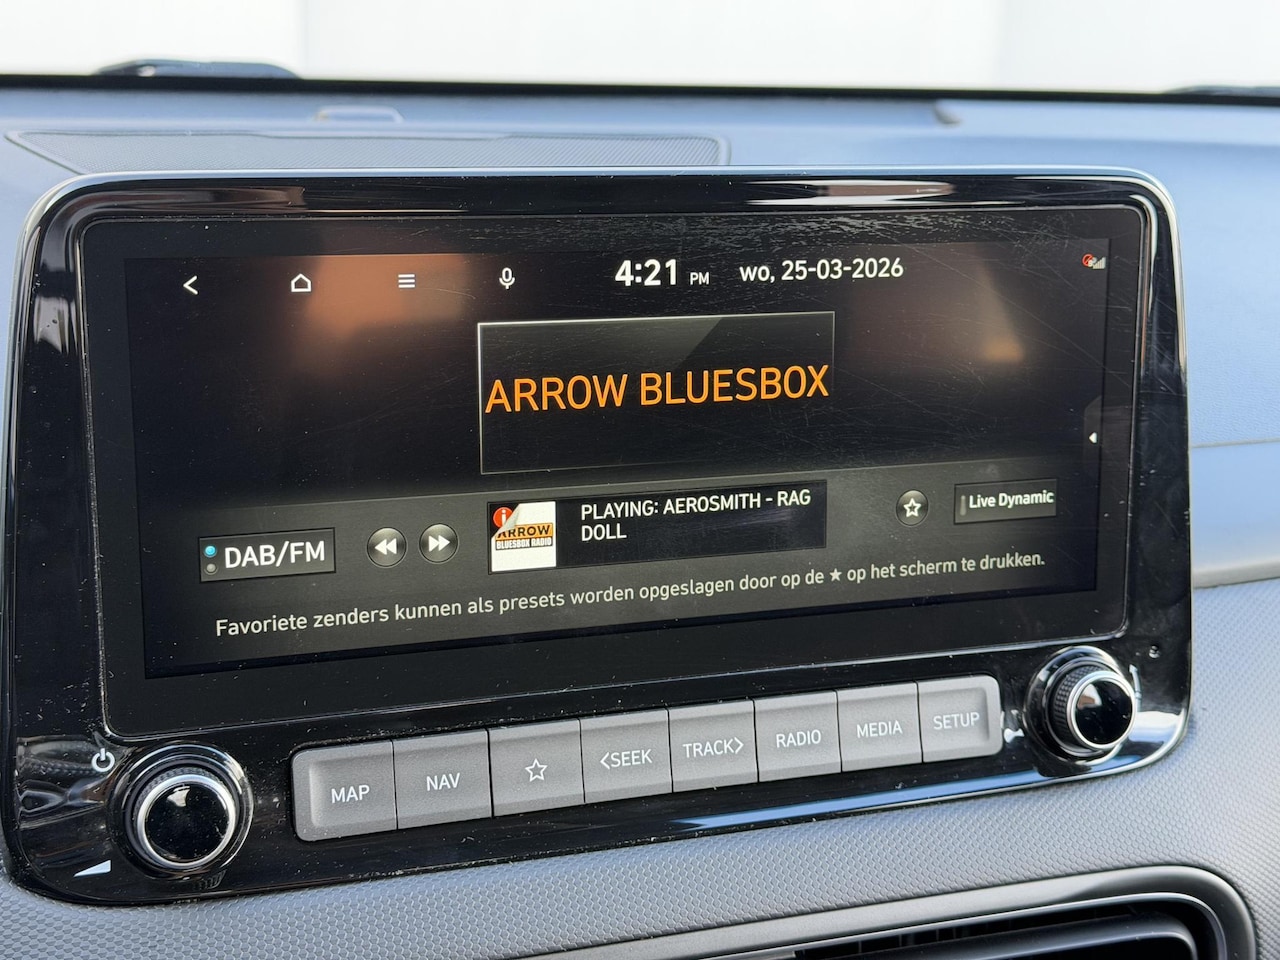 4:21 PM wo, 25-03-2026
ARROW BLUESBOX
PLAYING: AEROSMITH - RAG
DOLL
ARROW
BLUESBOX RADIO
DAB/FM
Live Dynamic
Favoriete zenders kunnen als presets worden opgeslagen door op de ★ op het scherm te drukken.
MAP
NAV
<SEEK
TRACK>
RADIO
MEDIA
SETUP